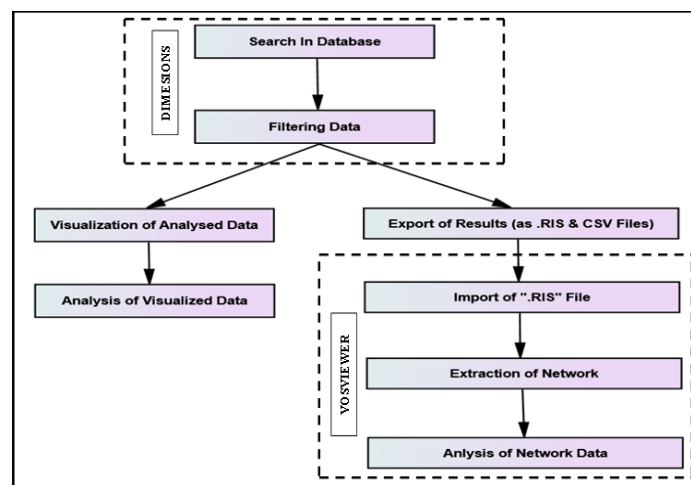 DIMESIONS
Search In Database
Filtering Data
Visualization of Analysed Data
Export of Results (as .RIS & CSV Files)
Analysis of Visualized Data
VOSVIEWER
Import of ".RIS" File
Extraction of Network
Anlysis of Network Data